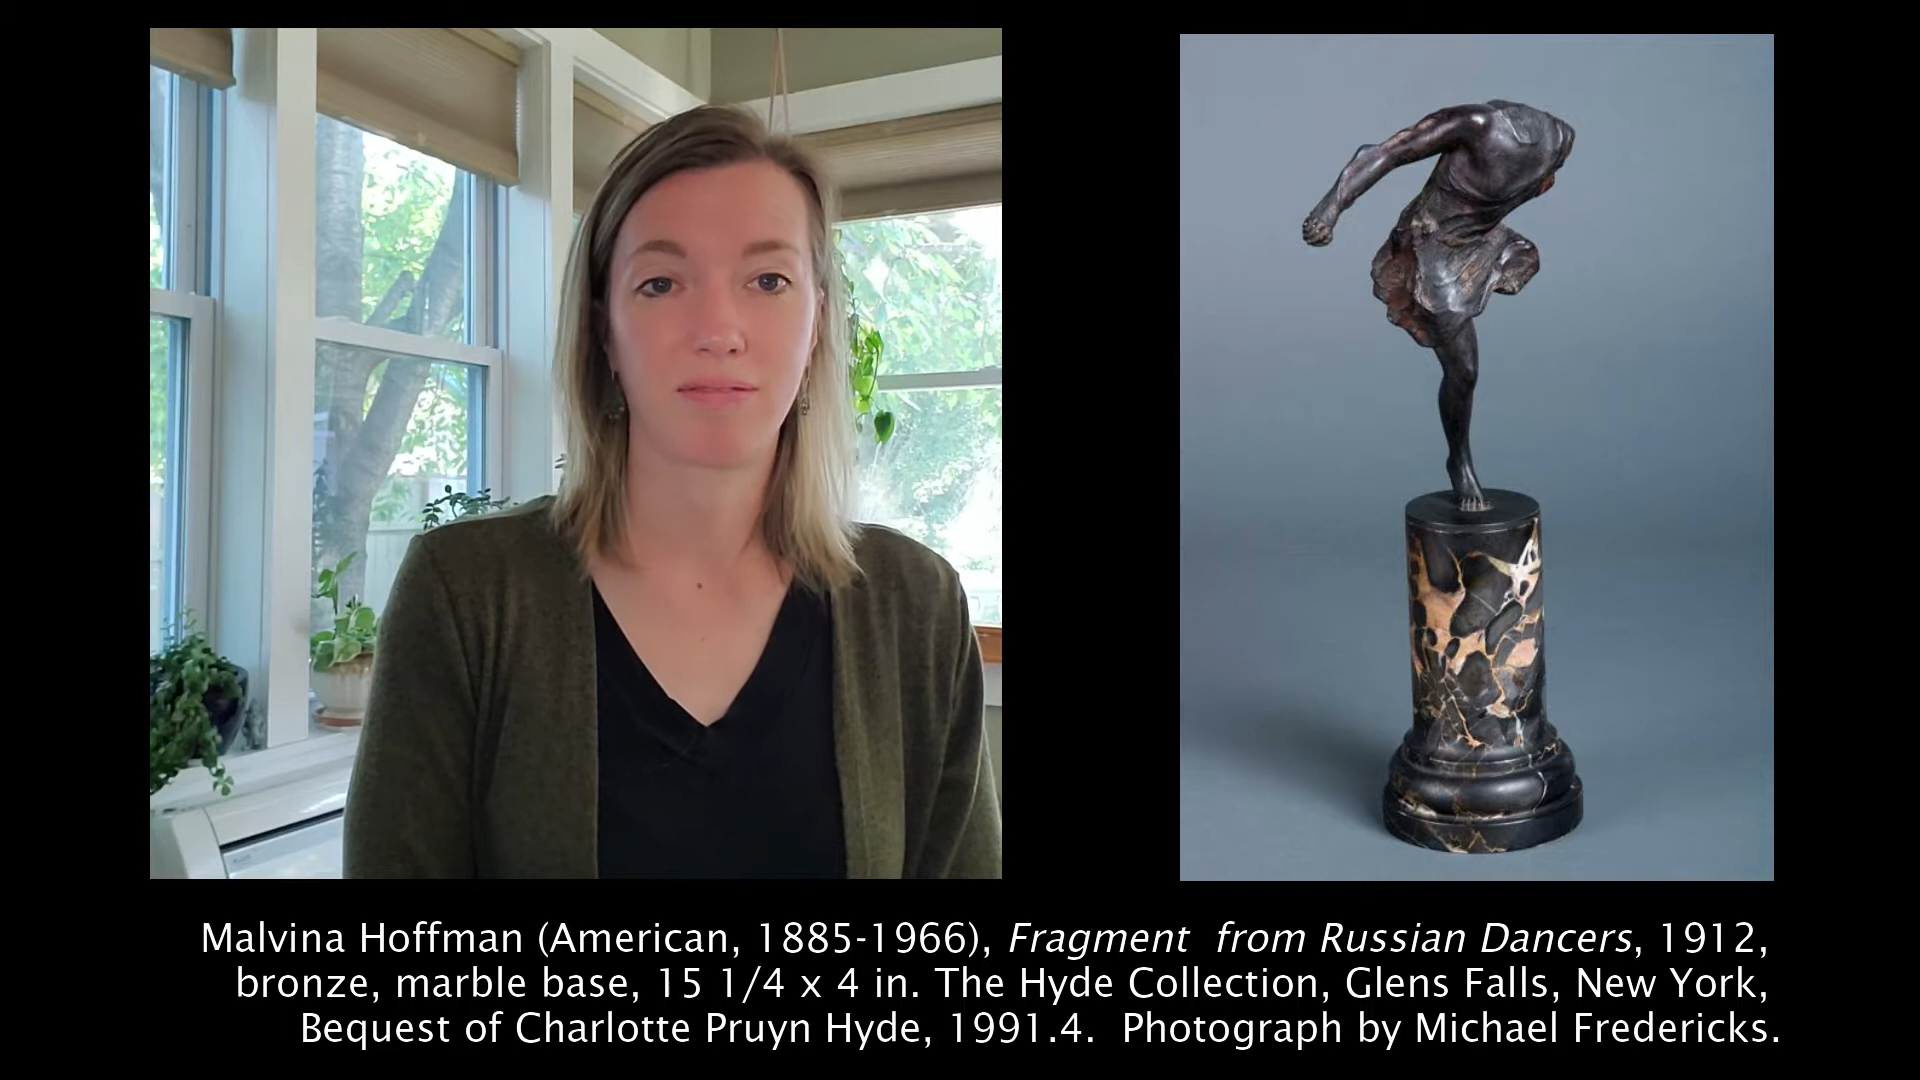 Malvina Hoffman (American, 1885-1966), Fragment from Russian Dancers, 1912,
bronze, marble base, 15 1/4 x 4 in. The Hyde Collection, Glens Falls, New York,
Bequest of Charlotte Pruyn Hyde, 1991.4. Photograph by Michael Fredericks.